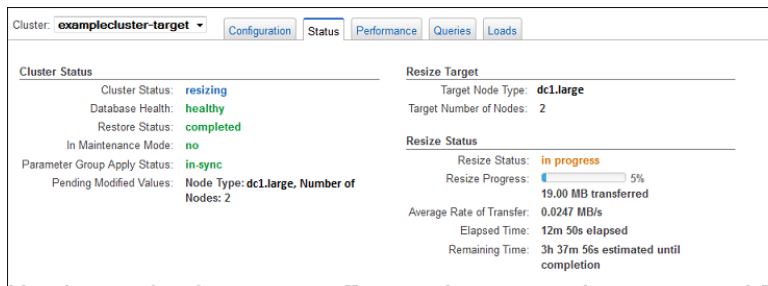 Cluster: examplecluster-target
Configuration Status Performance Queries Loads
Cluster Status
Cluster Status: resizing
Database Health: healthy
Restore Status: completed
In Maintenance Mode: no
Parameter Group Apply Status: in-sync
Pending Modified Values: Node Type: dc1.large, Number of
Nodes: 2
Resize Target
Target Node Type: dc1.large
Target Number of Nodes: 2
Resize Status
Resize Status: in progress
Resize Progress: 5%
19.00 MB transferred
Average Rate of Transfer: 0.0247 MB/s
Elapsed Time: 12m 50s elapsed
Remaining Time: 3h 37m 56s estimated until
completion